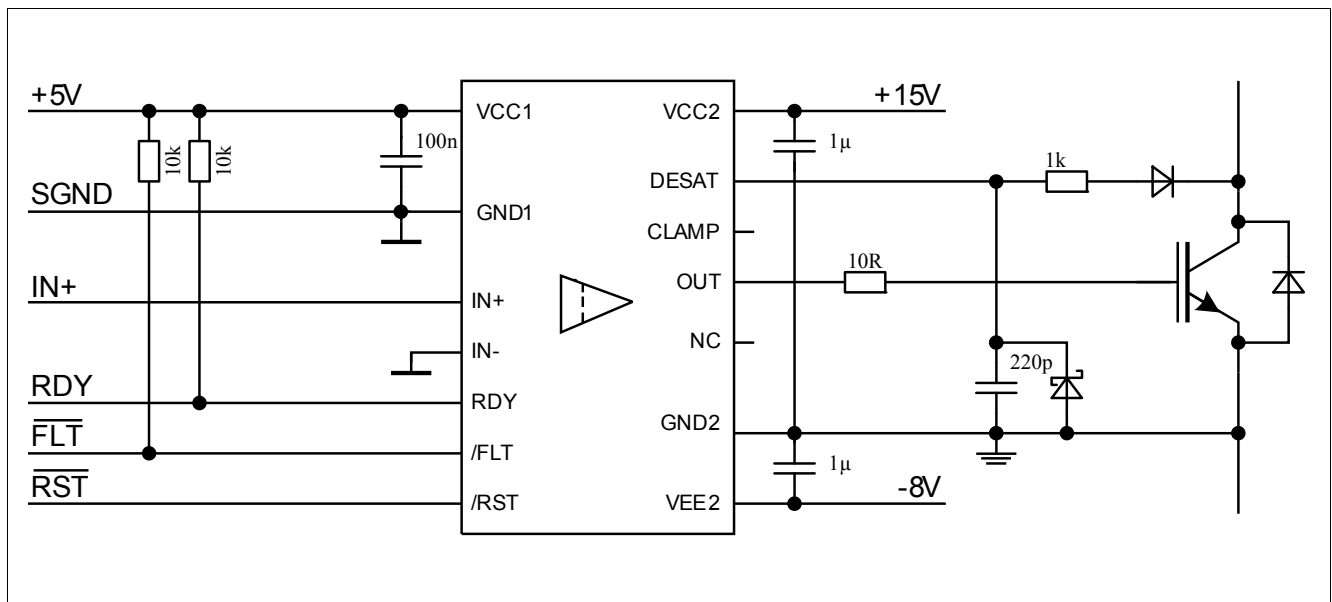 +5V
SGND
IN+
RDY
FLT
RST
10k
10k
100n
VCC1
GND1
IN+
IN-
RDY
/FLT
/RST
VCC2
DESAT
CLAMP
OUT
NC
GND2
VEE2
+15V
1µ
1k
10R
220p
1µ
-8V